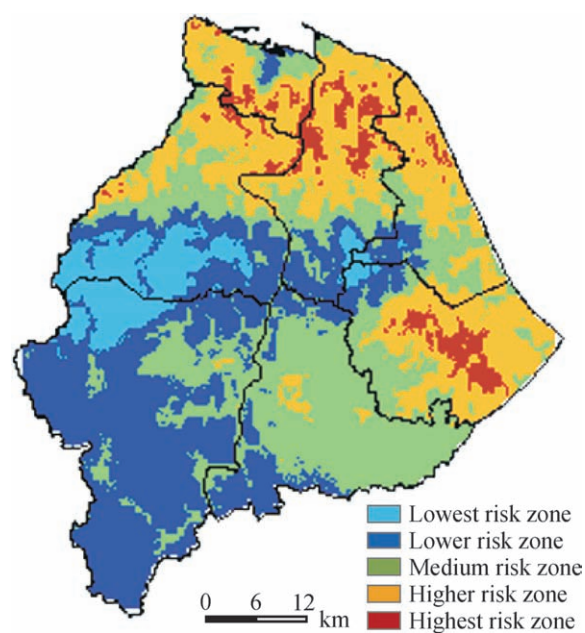 Lowest risk zone
Lower risk zone
Medium risk zone
Higher risk zone
Highest risk zone
0 6 12
km